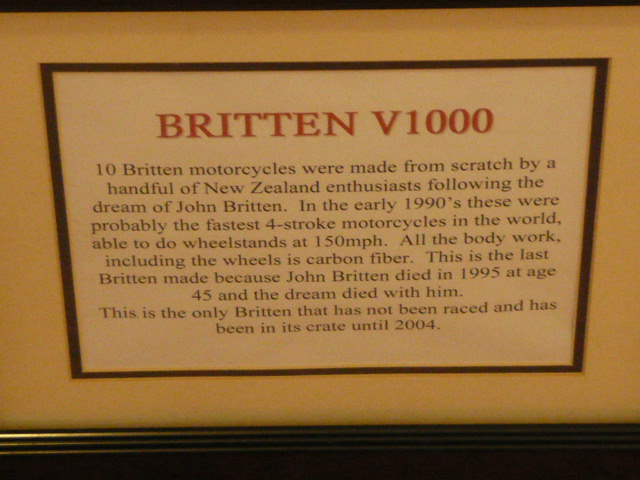 BRITTEN V1000
10 Britten motorcycles were made from scratch by a
handful of New Zealand enthusiasts following the
dream of John Britten. In the early 1990's these were
probably the fastest 4-stroke motorcycles in the world,
able to do wheelstands at 150mph. All the body work,
including the wheels is carbon fiber. This is the last
Britten made because John Britten died in 1995 at age
45 and the dream died with him.
This is the only Britten that has not been raced and has
been in its crate until 2004.